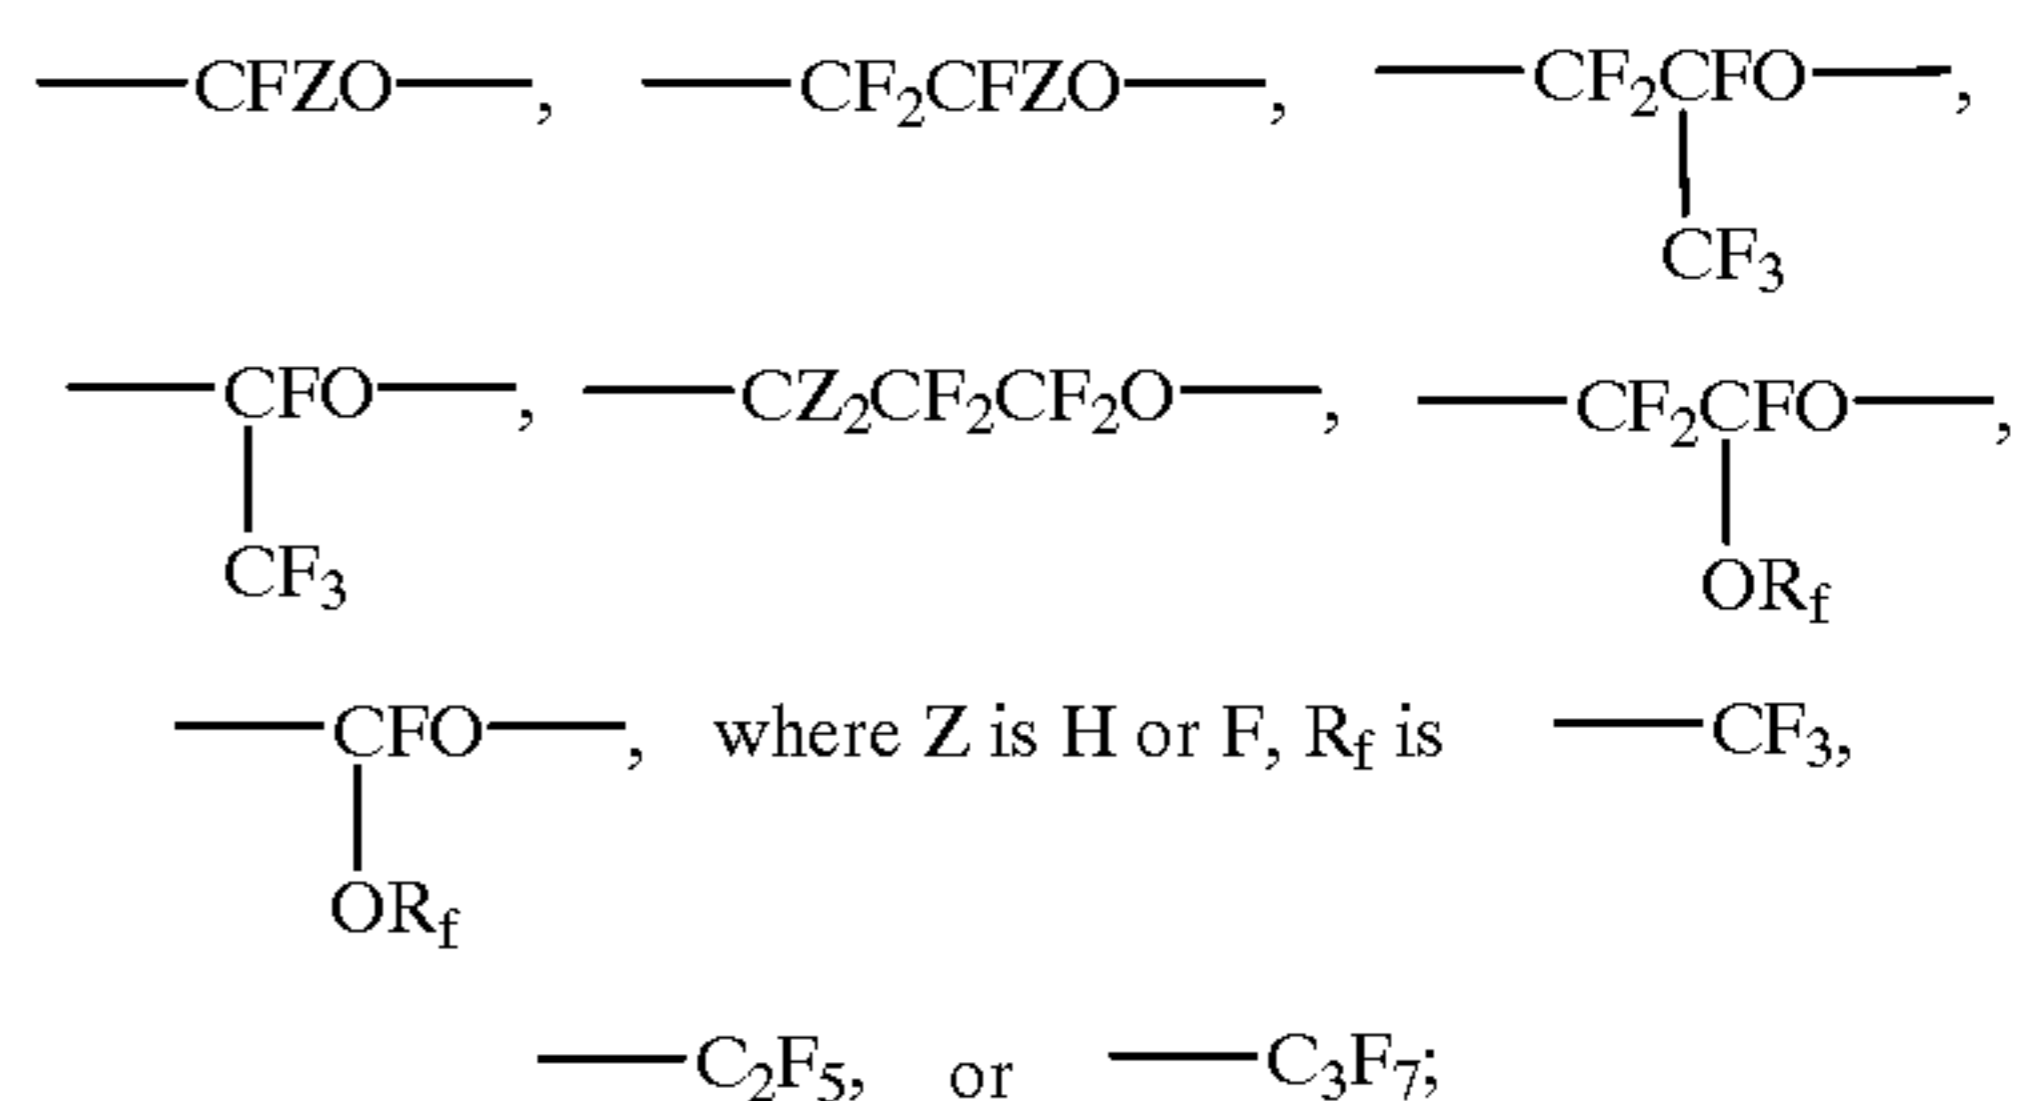 —CFZO—, —CF₂CFZO—, —CF₂CFO—,
CF₃
—CFO—, —CZ₂CF₂CF₂O—, —CF₂CFO—,
CF₃
ORf
—CFO—, where Z is H or F, Rf is —CF₃,
ORf
—C₂F₅, or —C₃F₇;